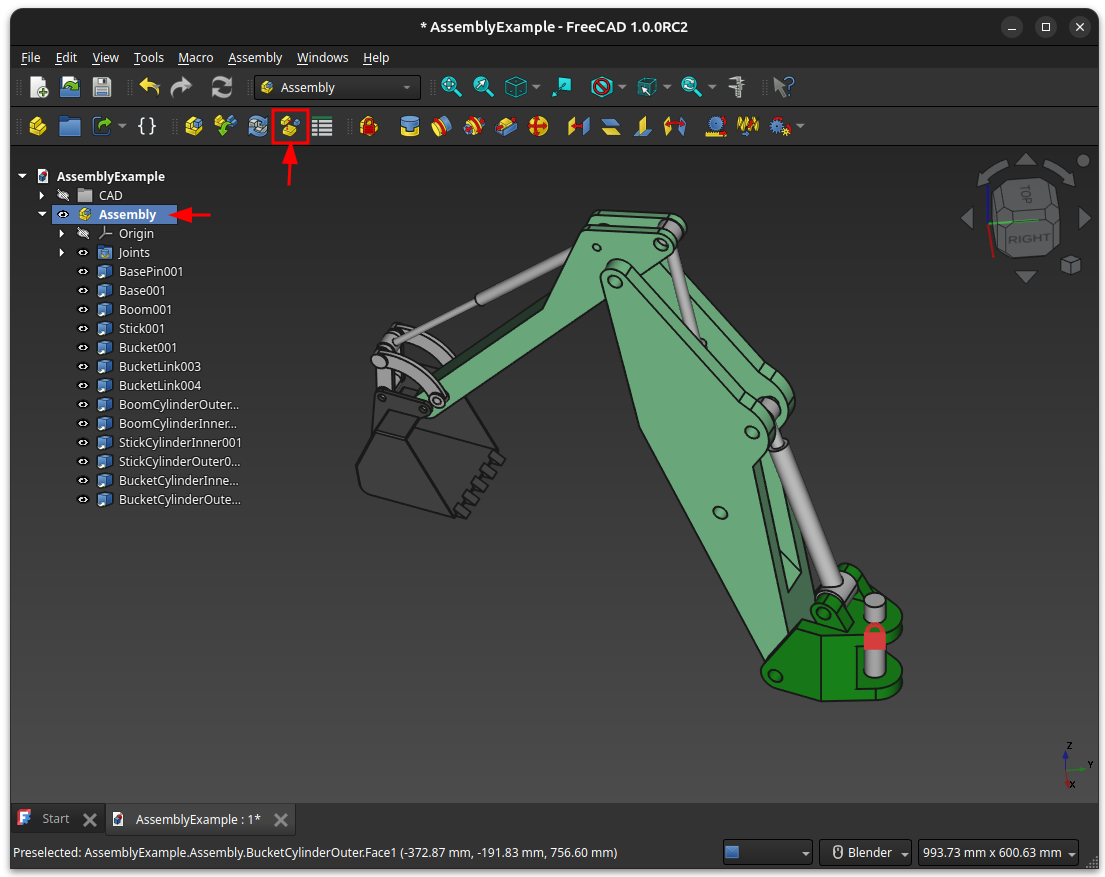 * AssemblyExample - FreeCAD 1.0.0RC2
File Edit View Tools Macro Assembly Windows Help
Assembly
{}
AssemblyExample
CAD
Assembly
Origin
Joints
BasePin001
Base001
Boom001
Stick001
Bucket001
BucketLink003
BucketLink004
BoomCylinderOuter...
BoomCylinderInner...
StickCylinderInner001
StickCylinderOuter0...
BucketCylinderInne...
BucketCylinderOute...
TOP
RIGHT
Z
Y
X
Start
AssemblyExample : 1*
Preselected: AssemblyExample.Assembly.BucketCylinderOuter.Face1 (-372.87 mm, -191.83 mm, 756.60 mm)
Blender
993.73 mm x 600.63 mm